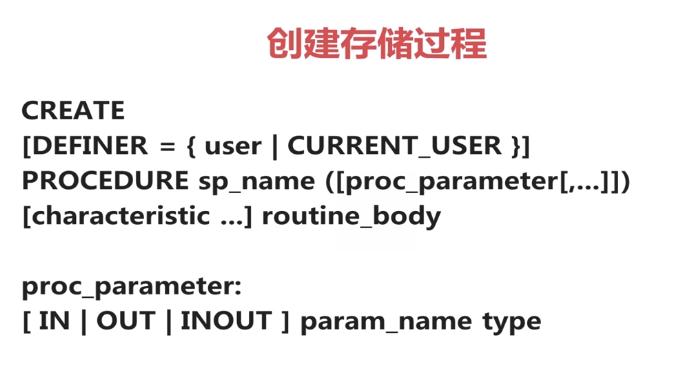 创建存储过程
CREATE
[DEFINER = { user | CURRENT_USER }]
PROCEDURE sp_name ([proc_parameter[,...]])
[characteristic ...] routine_body
proc_parameter:
[ IN | OUT | INOUT ] param_name type